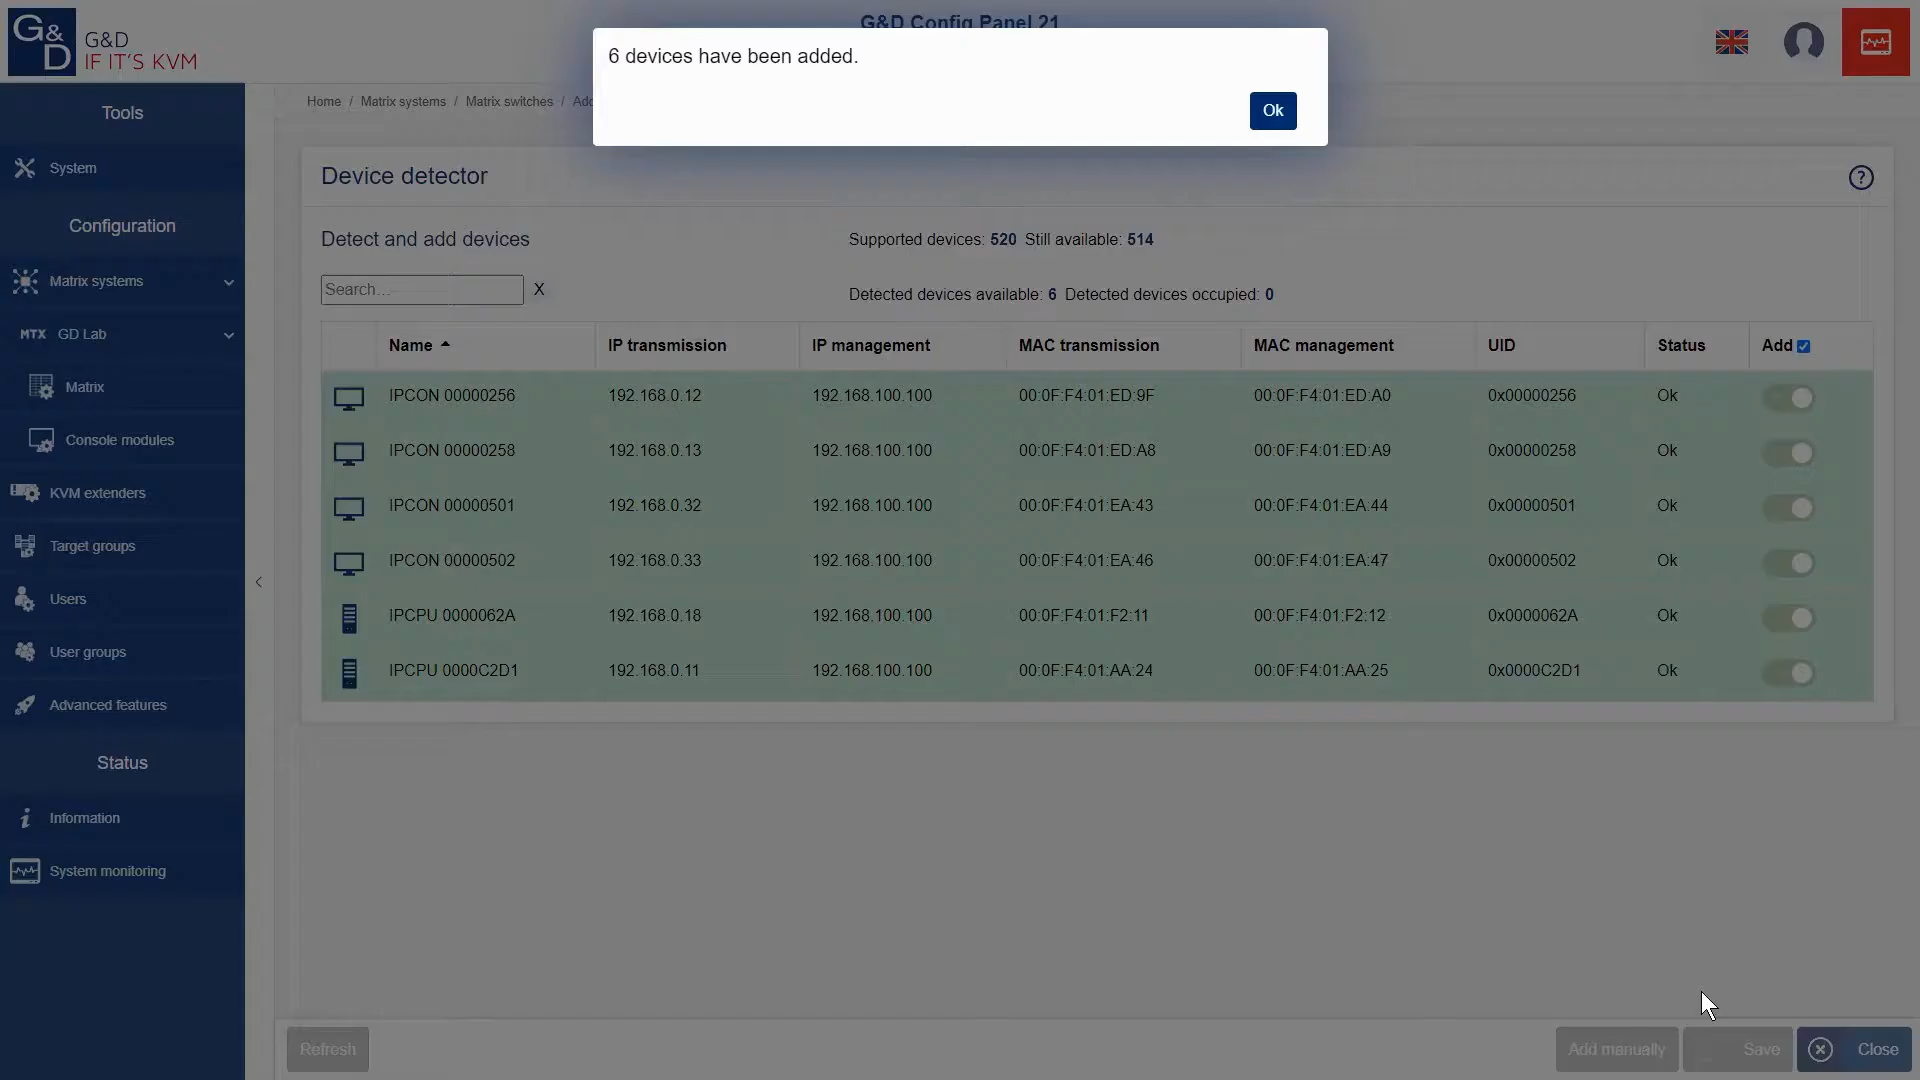 G&D Config Panel 21
G&D
G&D
IF IT'S KVM
6 devices have been added.
Ok
Home / Matrix systems / Matrix switches / Add
Tools
System
Configuration
Matrix systems
MTX GD Lab
Matrix
Console modules
KVM extenders
Target groups
Users
User groups
Advanced features
Status
Information
System monitoring
Device detector
?
Detect and add devices
Supported devices: 520 Still available: 514
Search... X
Detected devices available: 6 Detected devices occupied: 0
Name IP transmission IP management MAC transmission MAC management UID Status Add
IPCON 00000256 192.168.0.12 192.168.100.100 00:0F:F4:01:ED:9F 00:0F:F4:01:ED:A0 0x00000256 Ok
IPCON 00000258 192.168.0.13 192.168.100.100 00:0F:F4:01:ED:A8 00:0F:F4:01:ED:A9 0x00000258 Ok
IPCON 00000501 192.168.0.32 192.168.100.100 00:0F:F4:01:EA:43 00:0F:F4:01:EA:44 0x00000501 Ok
IPCON 00000502 192.168.0.33 192.168.100.100 00:0F:F4:01:EA:46 00:0F:F4:01:EA:47 0x00000502 Ok
IPCPU 0000062A 192.168.0.18 192.168.100.100 00:0F:F4:01:F2:11 00:0F:F4:01:F2:12 0x0000062A Ok
IPCPU 0000C2D1 192.168.0.11 192.168.100.100 00:0F:F4:01:AA:24 00:0F:F4:01:AA:25 0x0000C2D1 Ok
Refresh
Add manually Save Close